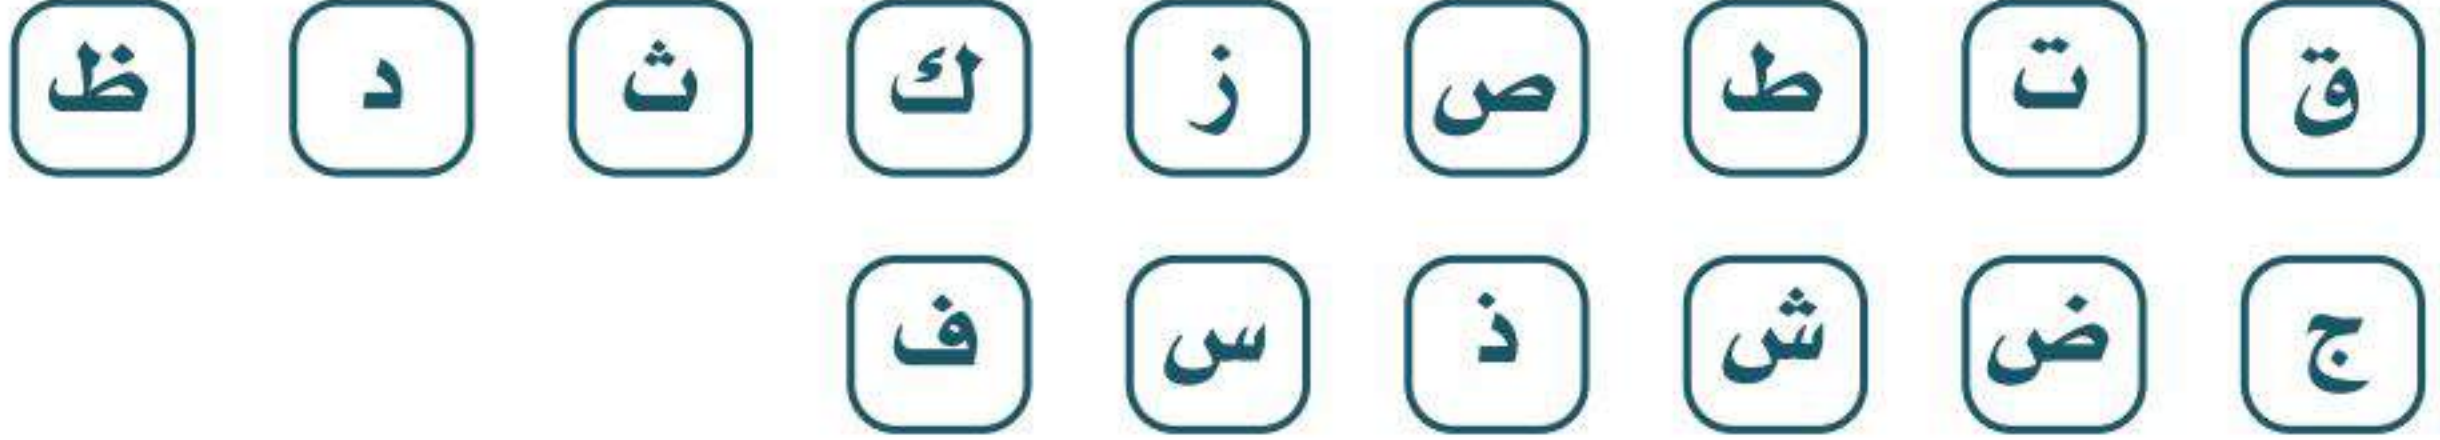 ق ت ط ص ز ك ث د ظ
ج ض ش ذ س ف